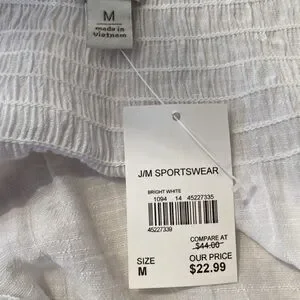 M
made in
Vietnam
J/M SPORTSWEAR
BRIGHT WHITE
1094 14 45227335
45227339
COMPARE AT
$44.00
SIZE OUR PRICE
M $22.99